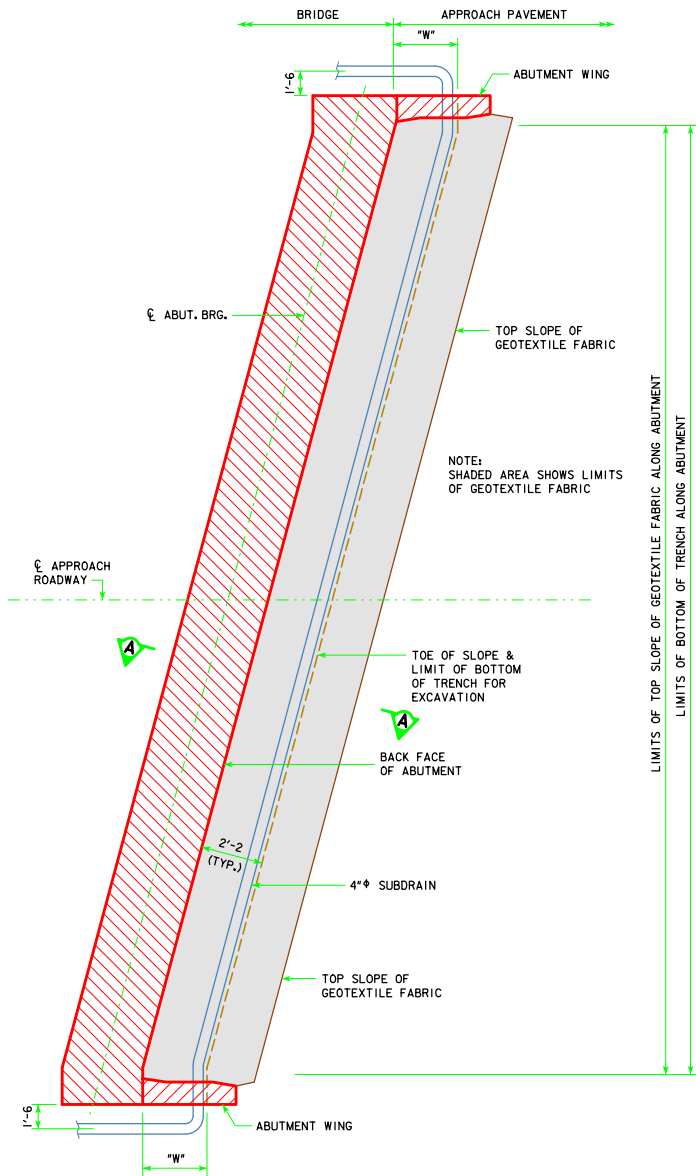 BRIDGE
APPROACH PAVEMENT
"W"
1'-6
ABUTMENT WING
℄ ABUT. BRG.
TOP SLOPE OF
GEOTEXTILE FABRIC
NOTE:
SHADED AREA SHOWS LIMITS
OF GEOTEXTILE FABRIC
LIMITS OF TOP SLOPE OF GEOTEXTILE FABRIC ALONG ABUTMENT
LIMITS OF BOTTOM OF TRENCH ALONG ABUTMENT
℄ APPROACH
ROADWAY
A
TOE OF SLOPE &
LIMIT OF BOTTOM
OF TRENCH FOR
EXCAVATION
A
BACK FACE
OF ABUTMENT
2'-2
(TYP.)
4"φ SUBDRAIN
TOP SLOPE OF
GEOTEXTILE FABRIC
1'-6
ABUTMENT WING
"W"